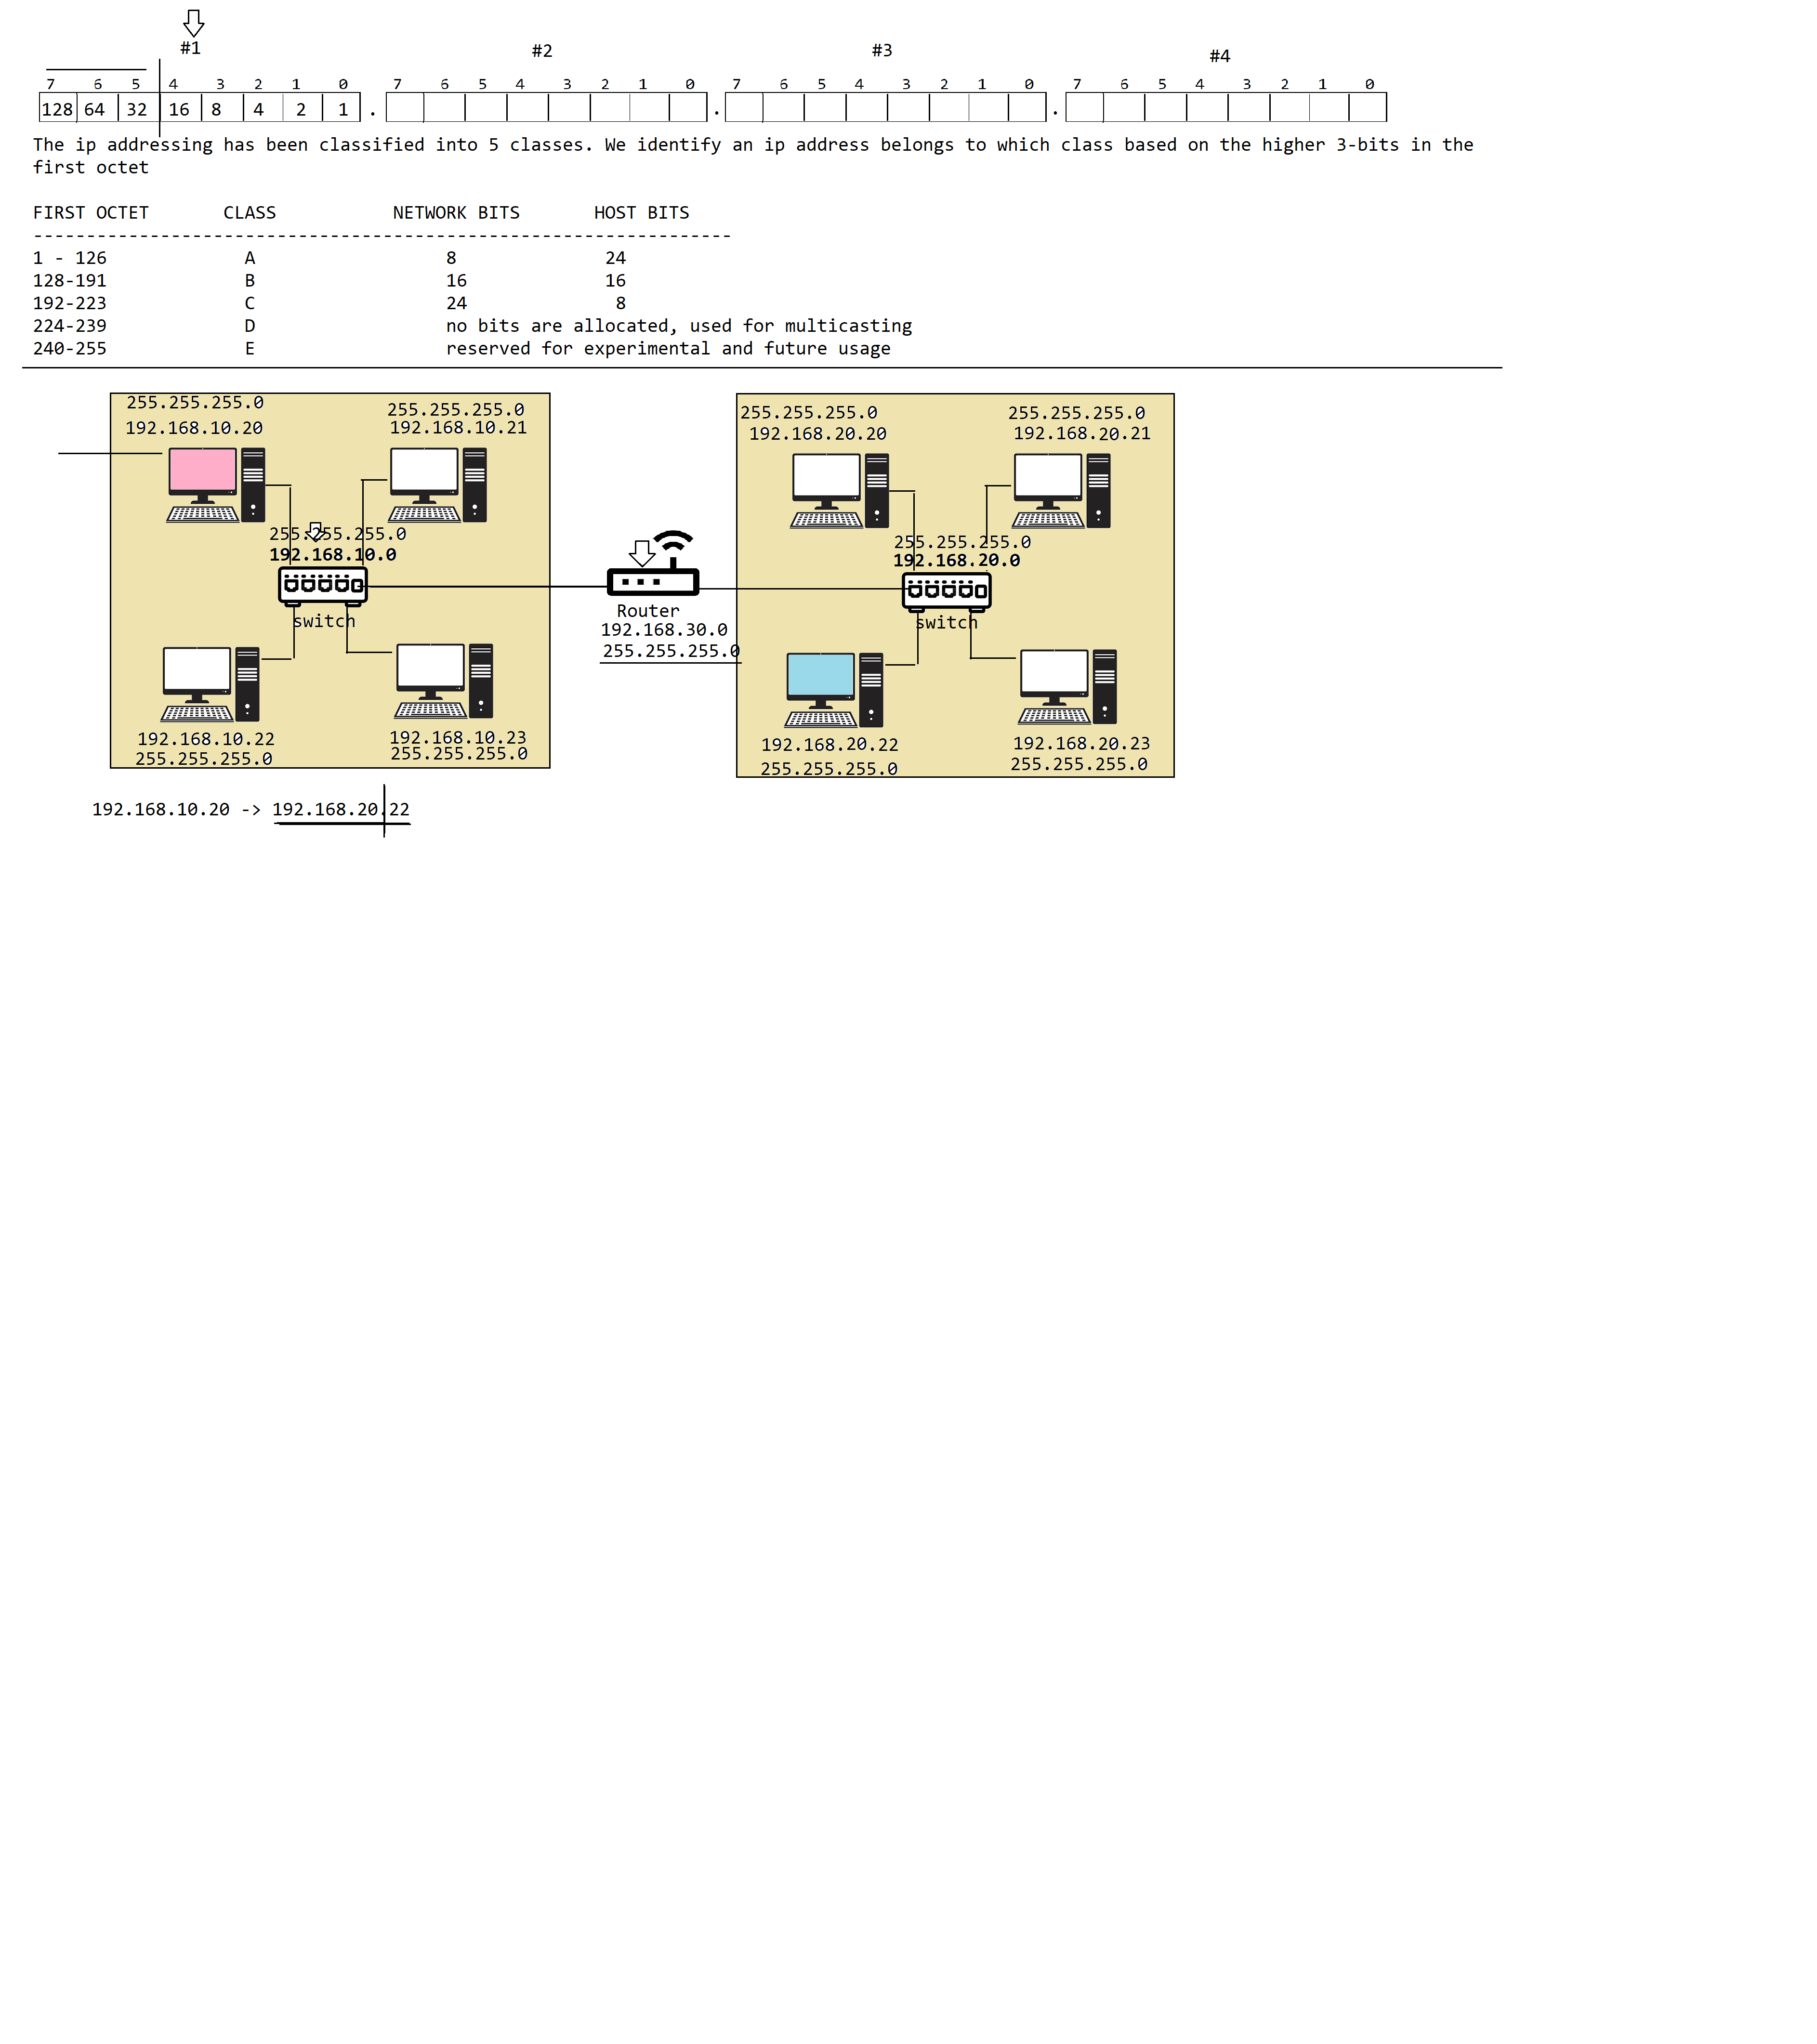 #1 #2 #3 #4
7 6 5 4 3 2 1 0 7 6 5 4 3 2 1 0 7 6 5 4 3 2 1 0 7 6 5 4 3 2 1 0
128 64 32 16 8 4 2 1 . . .
The ip addressing has been classified into 5 classes. We identify an ip address belongs to which class based on the higher 3-bits in the
first octet
FIRST OCTET CLASS NETWORK BITS HOST BITS
------------------------------------------------------------------
1 - 126 A 8 24
128-191 B 16 16
192-223 C 24 8
224-239 D no bits are allocated, used for multicasting
240-255 E reserved for experimental and future usage
255.255.255.0
192.168.10.20
255.255.255.0
192.168.10.21
255.255.255.0
192.168.10.0
switch
192.168.10.22
255.255.255.0
192.168.10.23
255.255.255.0
Router
192.168.30.0
255.255.255.0
255.255.255.0
192.168.20.20
255.255.255.0
192.168.20.21
255.255.255.0
192.168.20.0
switch
192.168.20.22
255.255.255.0
192.168.20.23
255.255.255.0
192.168.10.20 -> 192.168.20.22